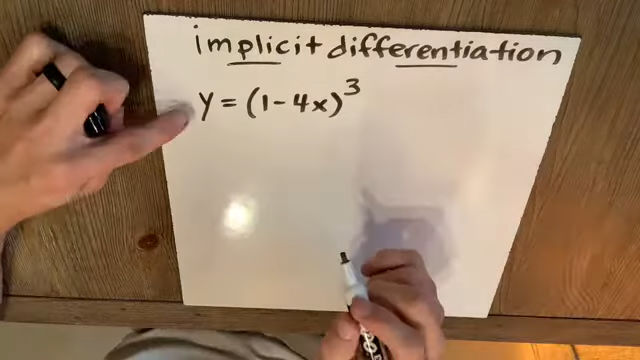 implicit differentiation
y = (1-4x)³